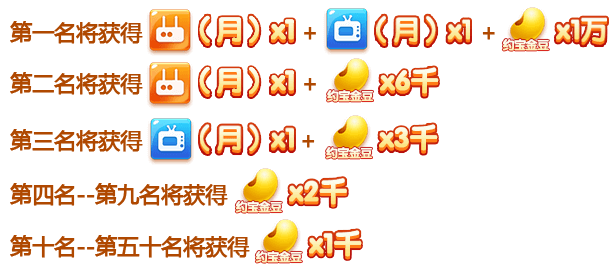 第一名将获得 （月）x1 + （月）x1 + 约宝金豆 x1万
第二名将获得 （月）x1 + 约宝金豆 x6千
第三名将获得 （月）x1 + 约宝金豆 x3千
第四名--第九名将获得 约宝金豆 x2千
第十名--第五十名将获得 约宝金豆 x1千